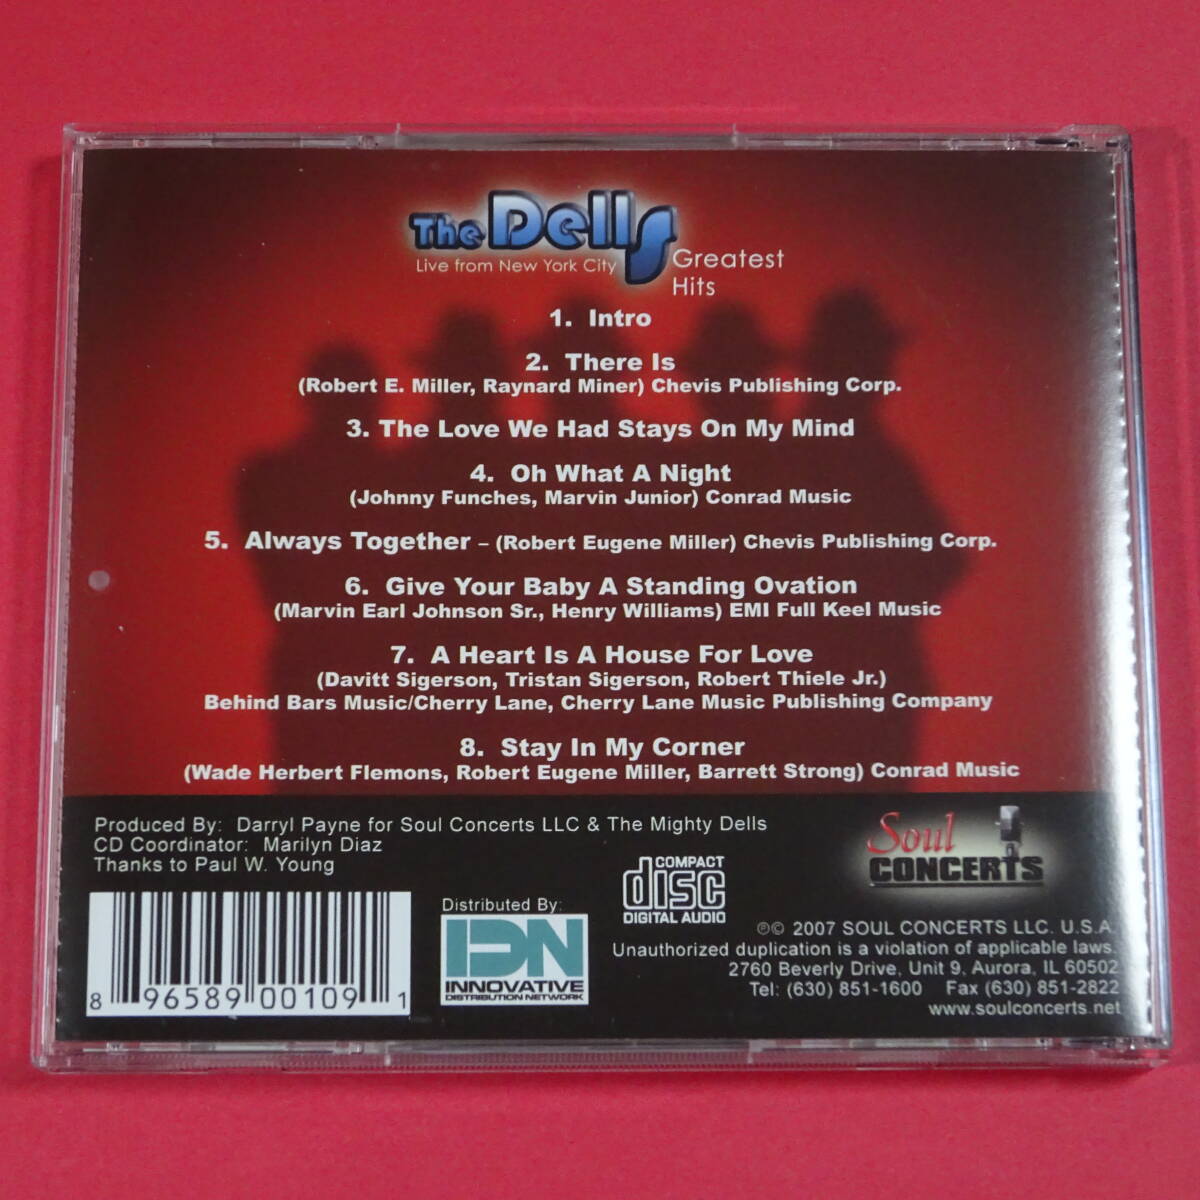 The Dells
Live from New York City
Greatest
Hits
1. Intro
2. There Is
(Robert E. Miller, Raynard Miner) Chevis Publishing Corp.
3. The Love We Had Stays On My Mind
4. Oh What A Night
(Johnny Funches, Marvin Junior) Conrad Music
5. Always Together – (Robert Eugene Miller) Chevis Publishing Corp.
6. Give Your Baby A Standing Ovation
(Marvin Earl Johnson Sr., Henry Williams) EMI Full Keel Music
7. A Heart Is A House For Love
(Davitt Sigerson, Tristan Sigerson, Robert Thiele Jr.)
Behind Bars Music/Cherry Lane, Cherry Lane Music Publishing Company
8. Stay In My Corner
(Wade Herbert Flemons, Robert Eugene Miller, Barrett Strong) Conrad Music
Produced By: Darryl Payne for Soul Concerts LLC & The Mighty Dells
CD Coordinator: Marilyn Diaz
Thanks to Paul W. Young
Soul
CONCERTS
COMPACT
disc
DIGITAL AUDIO
Distributed By:
IDN
INNOVATIVE
DISTRIBUTION NETWORK
8 96589 00109 1
℗© 2007 SOUL CONCERTS LLC. U.S.A.
Unauthorized duplication is a violation of applicable laws.
2760 Beverly Drive, Unit 9, Aurora, IL 60502
Tel: (630) 851-1600 Fax (630) 851-2822
www.soulconcerts.net